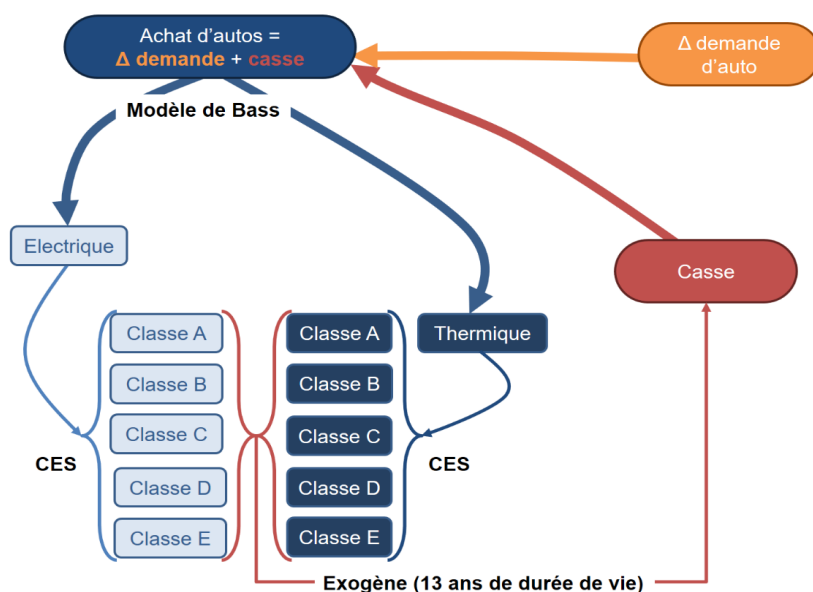 Achat d'autos =
Δ demande + casse
Δ demande
d'auto
Modèle de Bass
Electrique
Casse
Thermique
Classe A
Classe B
Classe C
Classe D
Classe E
Classe A
Classe B
Classe C
Classe D
Classe E
CES
CES
Exogène (13 ans de durée de vie)